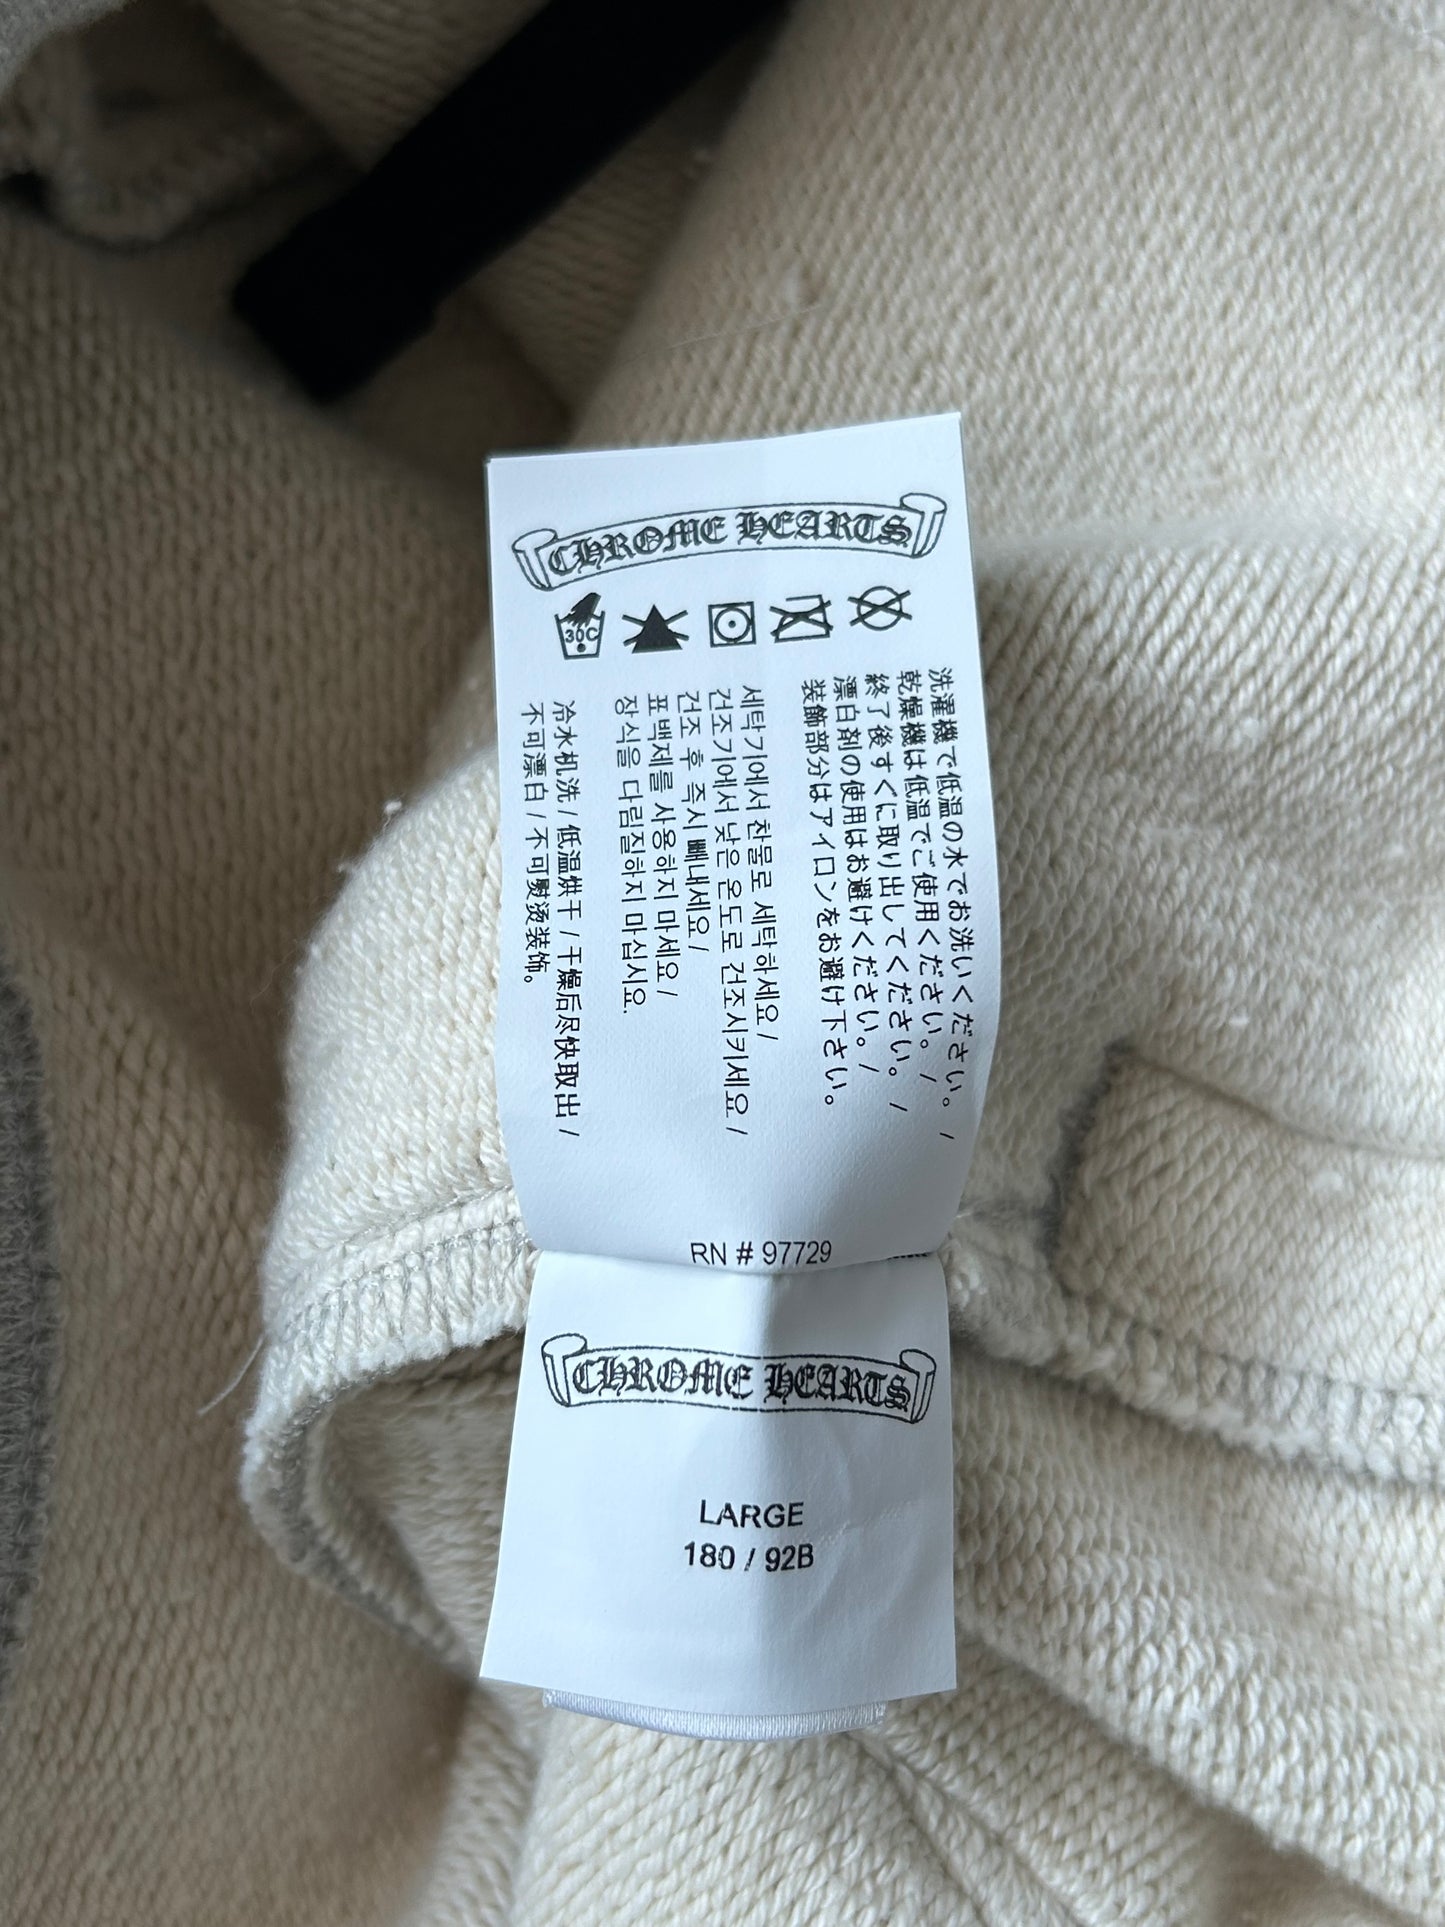 CHROME HEARTS
30C
洗濯機で低温の水でお洗いください。 /
乾燥機は低温でご使用ください。 /
終了後すぐに取り出してください。 /
漂白剤の使用はお避けください。 /
装飾部分はアイロンをお避け下さい。
세탁기에서 찬물로 세탁하세요 /
건조기에서 낮은 온도로 건조시키세요 /
건조 후 즉시 빼내세요 /
표백제를 사용하지 마세요 /
장식을 다림질하지 마십시요.
冷水机洗 / 低温烘干 / 干燥后尽快取出 /
不可漂白 / 不可熨烫装饰。
RN # 97729
CHROME HEARTS
LARGE
180 / 92B